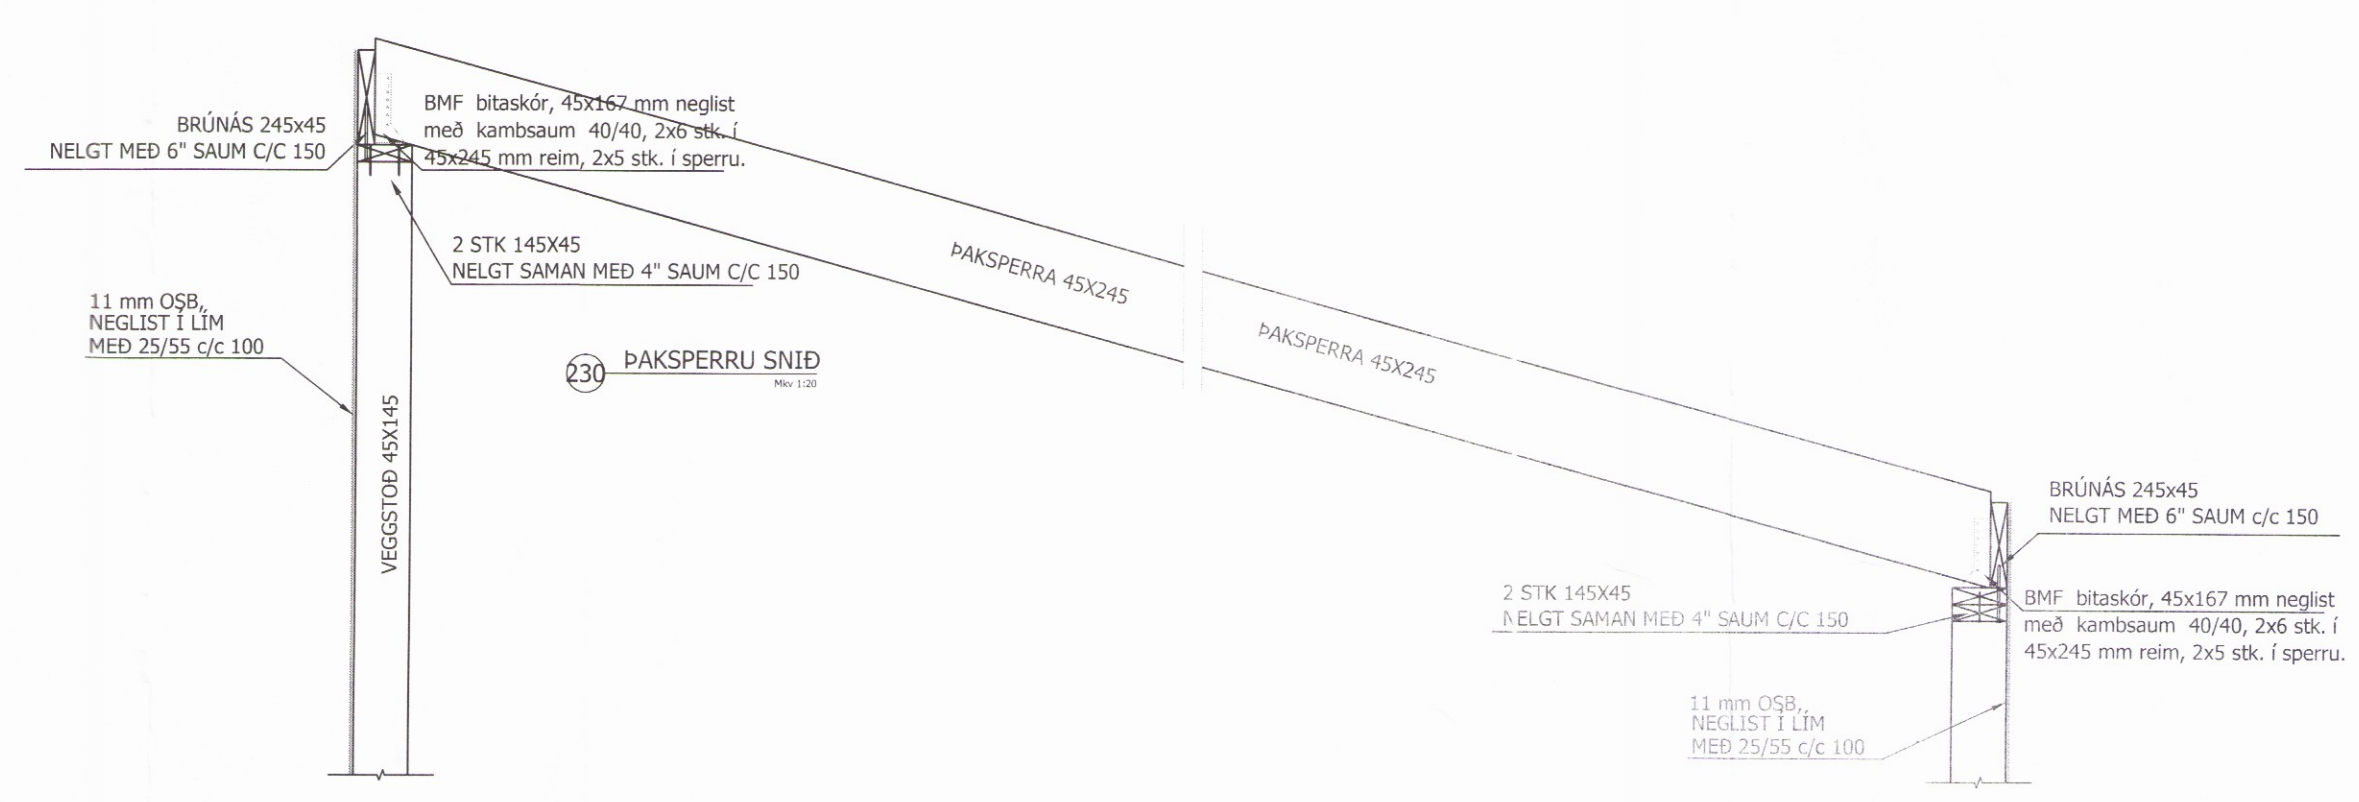 BRÚNÁS 245x45
NELGT MEÐ 6" SAUM C/C 150
BMF bitaskór, 45x167 mm neglist
með kambsaum 40/40, 2x6 stk. í
45x245 mm reim, 2x5 stk. í sperru.
2 STK 145X45
NELGT SAMAN MEÐ 4" SAUM C/C 150
11 mm OSB,,
NEGLIST Í LÍM
MEÐ 25/55 c/c 100
VEGGSTOÐ 45X145
230 ÞAKSPERRU SNIÐ
Mkv 1:20
ÞAKSPERRA 45X245
ÞAKSPERRA 45X245
BRÚNÁS 245x45
NELGT MEÐ 6" SAUM c/c 150
2 STK 145X45
NELGT SAMAN MEÐ 4" SAUM C/C 150
BMF bitaskór, 45x167 mm neglist
með kambsaum 40/40, 2x6 stk. í
45x245 mm reim, 2x5 stk. í sperru.
11 mm OSB,,
NEGLIST Í LÍM
MEÐ 25/55 c/c 100